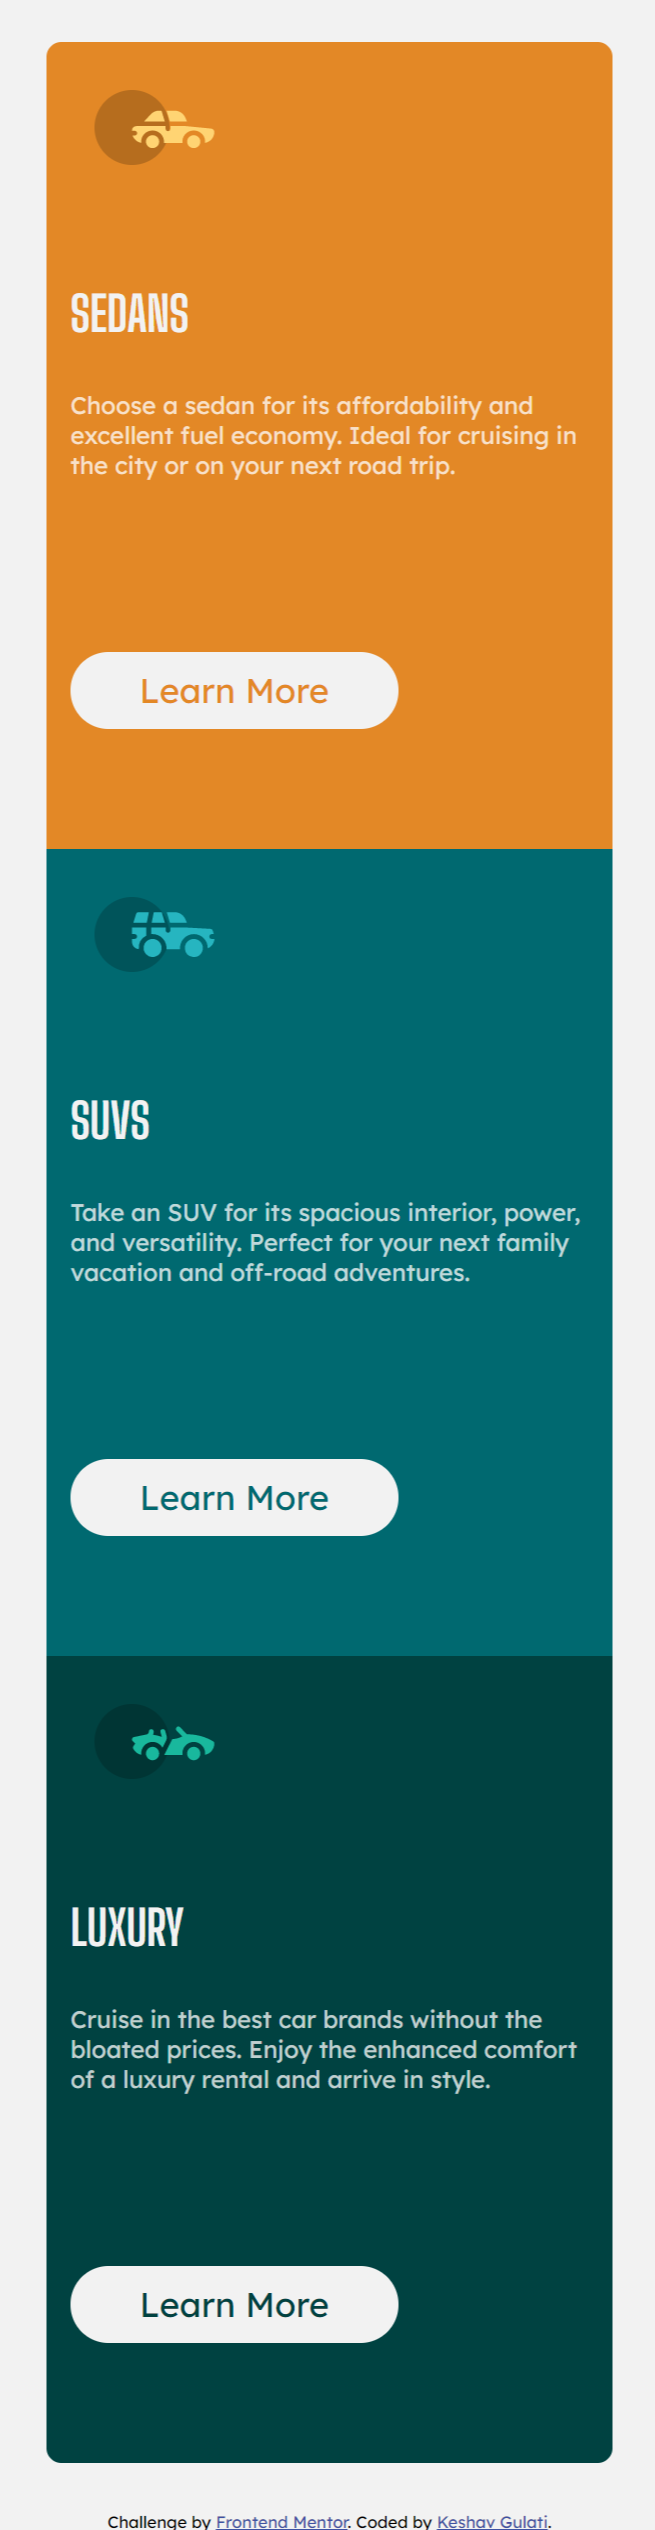 SEDANS
Choose a sedan for its affordability and
excellent fuel economy. Ideal for cruising in
the city or on your next road trip.
Learn More
SUVS
Take an SUV for its spacious interior, power,
and versatility. Perfect for your next family
vacation and off-road adventures.
Learn More
LUXURY
Cruise in the best car brands without the
bloated prices. Enjoy the enhanced comfort
of a luxury rental and arrive in style.
Learn More
Challenge by Frontend Mentor. Coded by Keshav Gulati.